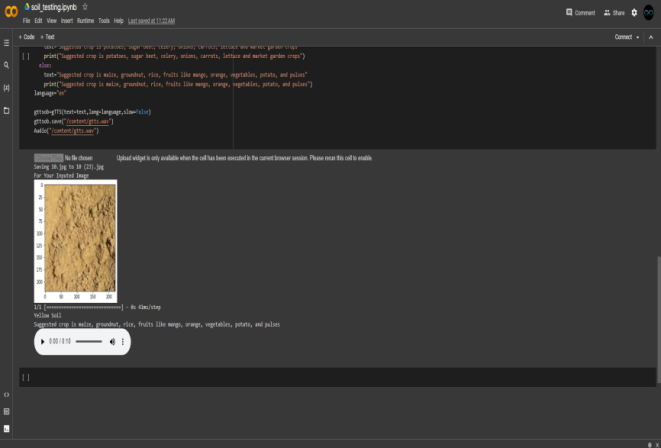 soil_testing.ipynb
Comment Share
File Edit View Insert Runtime Tools Help Last saved at 11:22 AM
+ Code + Text Connect
text="Suggested crop is potatoes, sugar beet, celery, onions, carrots, lettuce and market garden crops"
[ ] print("Suggested crop is potatoes, sugar beet, celery, onions, carrots, lettuce and market garden crops")
else:
text="Suggested crop is maize, groundnut, rice, fruits like mango, orange, vegetables, potato, and pulses"
print("Suggested crop is maize, groundnut, rice, fruits like mango, orange, vegetables, potato, and pulses")
language="en"
gttsob=gTTS(text=text,lang=language,slow=False)
gttsob.save("/content/gtts.wav")
Audio("/content/gtts.wav")
No file chosen Upload widget is only available when the cell has been executed in the current browser session. Please rerun this cell to enable.
Saving 10.jpg to 10 (23).jpg
For Your Inputed Image
0
25
50
75
100
125
150
175
200
0 50 100 150 200
1/1 [==============================] - 0s 41ms/step
Yellow Soil
Suggested crop is maize, groundnut, rice, fruits like mango, orange, vegetables, potato, and pulses
0:00 / 0:10
[ ]